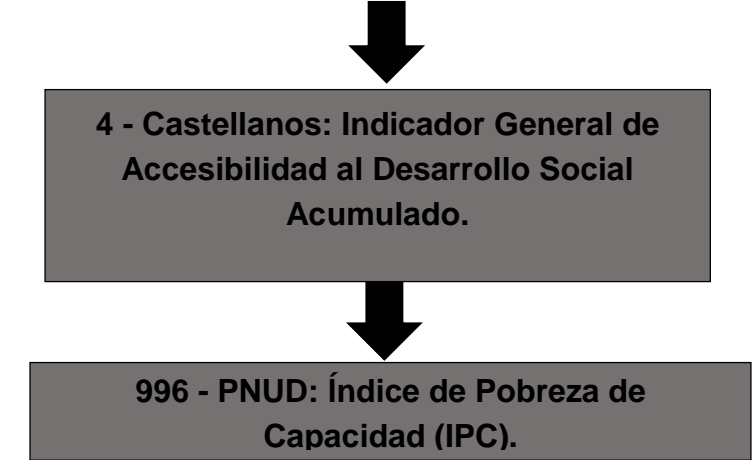 4 - Castellanos: Indicador General de
Accesibilidad al Desarrollo Social
Acumulado.
996 - PNUD: Índice de Pobreza de
Capacidad (IPC).